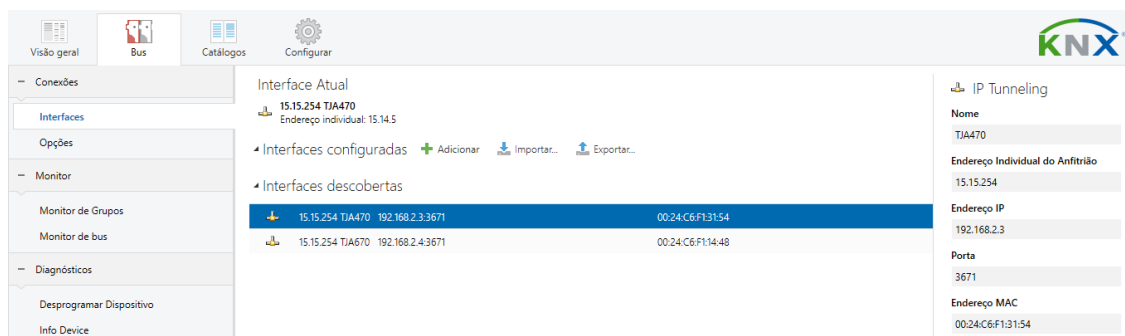 Visão geral
Bus
Catálogos
Configurar
KNX
Conexões
Interfaces
Opções
Monitor
Monitor de Grupos
Monitor de bus
Diagnósticos
Desprogramar Dispositivo
Info Device
Interface Atual
15.15.254 TJA470
Endereço individual: 15.14.5
Interfaces configuradas Adicionar Importar... Exportar...
Interfaces descobertas
15.15.254 TJA470 192.168.2.3:3671 00:24:C6:F1:31:54
15.15.254 TJA670 192.168.2.4:3671 00:24:C6:F1:14:48
IP Tunneling
Nome
TJA470
Endereço Individual do Anfitrião
15.15.254
Endereço IP
192.168.2.3
Porta
3671
Endereço MAC
00:24:C6:F1:31:54